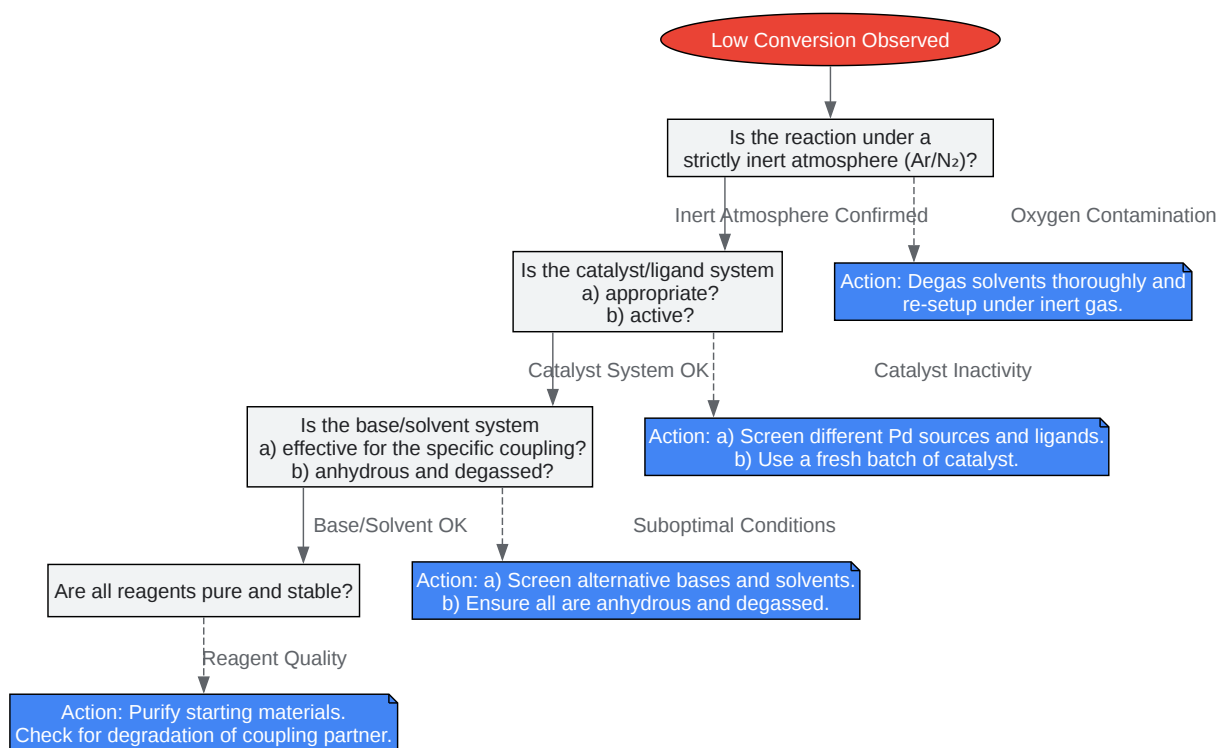 Low Conversion Observed
Is the reaction under a
strictly inert atmosphere (Ar/N₂)?
Inert Atmosphere Confirmed
Oxygen Contamination
Is the catalyst/ligand system
a) appropriate?
b) active?
Action: Degas solvents thoroughly and
re-setup under inert gas.
Catalyst System OK
Catalyst Inactivity
Is the base/solvent system
a) effective for the specific coupling?
b) anhydrous and degassed?
Action: a) Screen different Pd sources and ligands.
b) Use a fresh batch of catalyst.
Base/Solvent OK
Suboptimal Conditions
Are all reagents pure and stable?
Action: a) Screen alternative bases and solvents.
b) Ensure all are anhydrous and degassed.
Reagent Quality
Action: Purify starting materials.
Check for degradation of coupling partner.